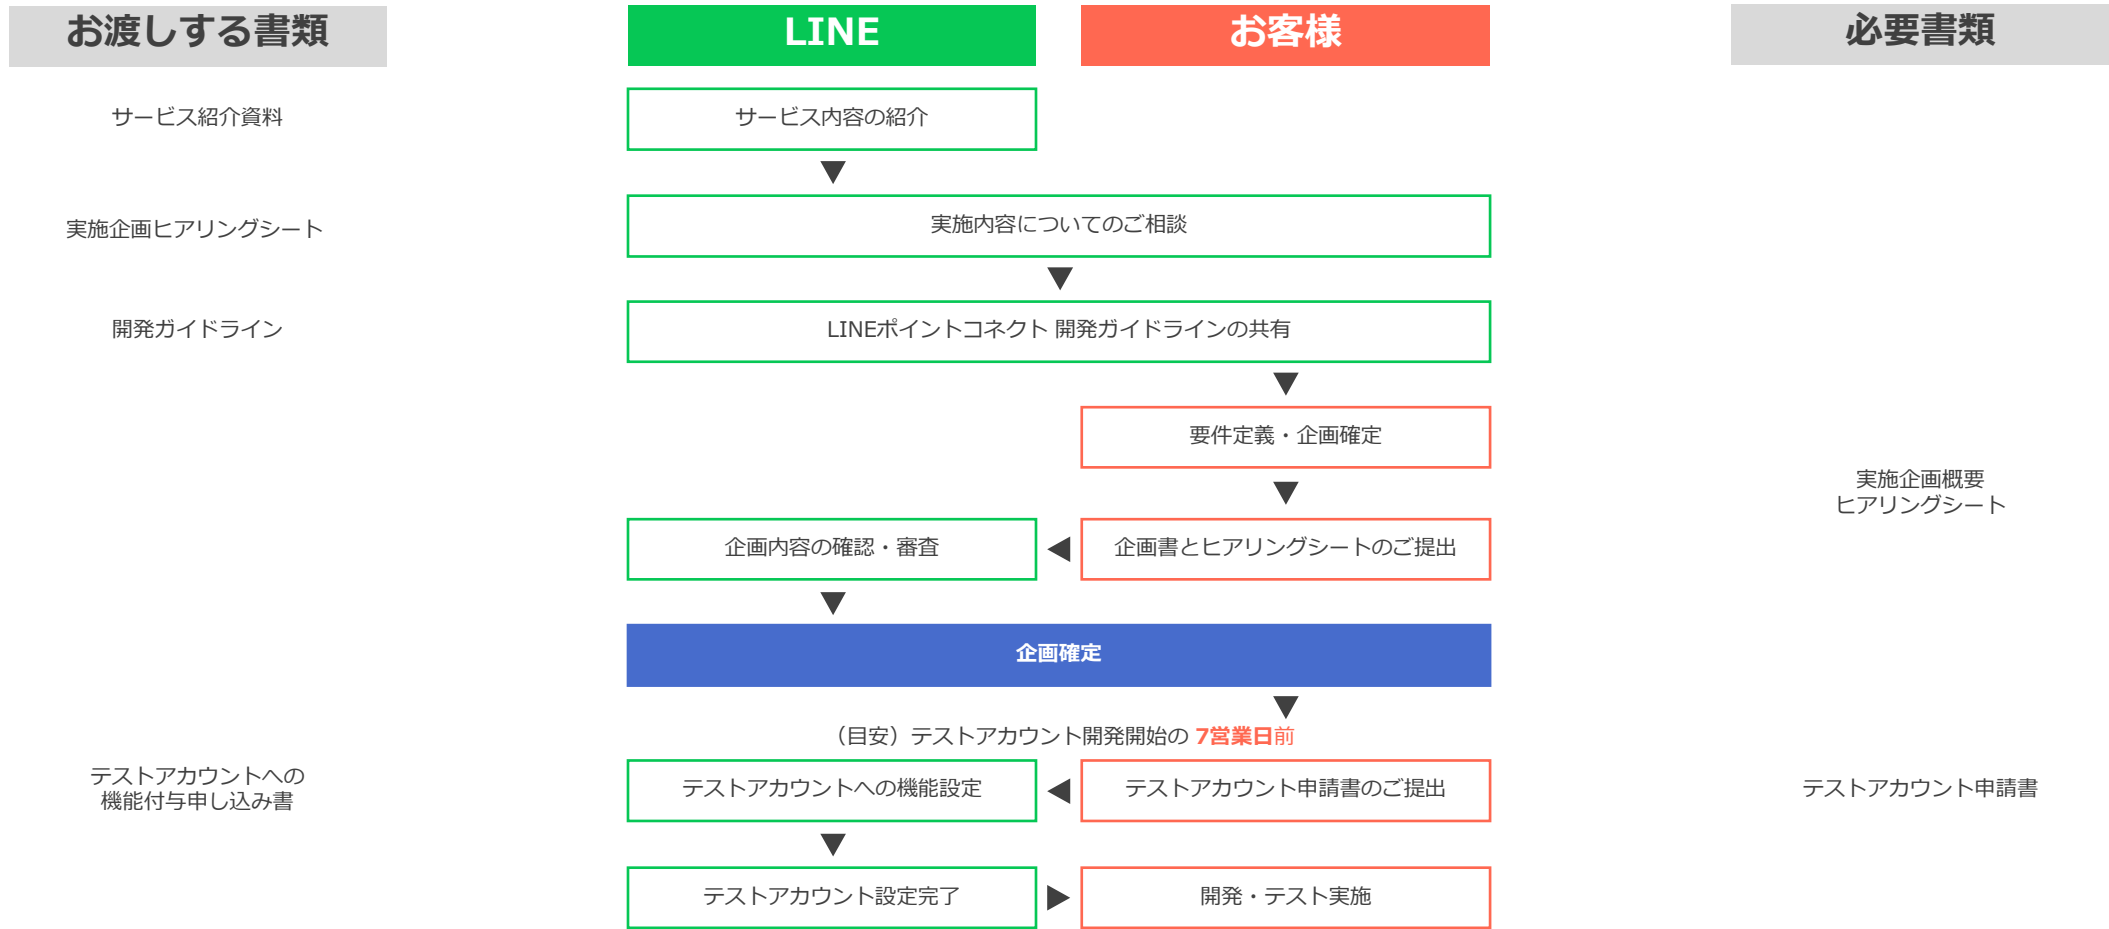 お渡しする書類
LINE
お客様
必要書類
サービス紹介資料
サービス内容の紹介
実施企画ヒアリングシート
実施内容についてのご相談
開発ガイドライン
LINEポイントコネクト 開発ガイドラインの共有
要件定義・企画確定
実施企画概要
ヒアリングシート
企画内容の確認・審査
企画書とヒアリングシートのご提出
企画確定
（目安）テストアカウント開発開始の 7営業日前
テストアカウントへの
機能付与申し込み書
テストアカウントへの機能設定
テストアカウント申請書のご提出
テストアカウント申請書
テストアカウント設定完了
開発・テスト実施